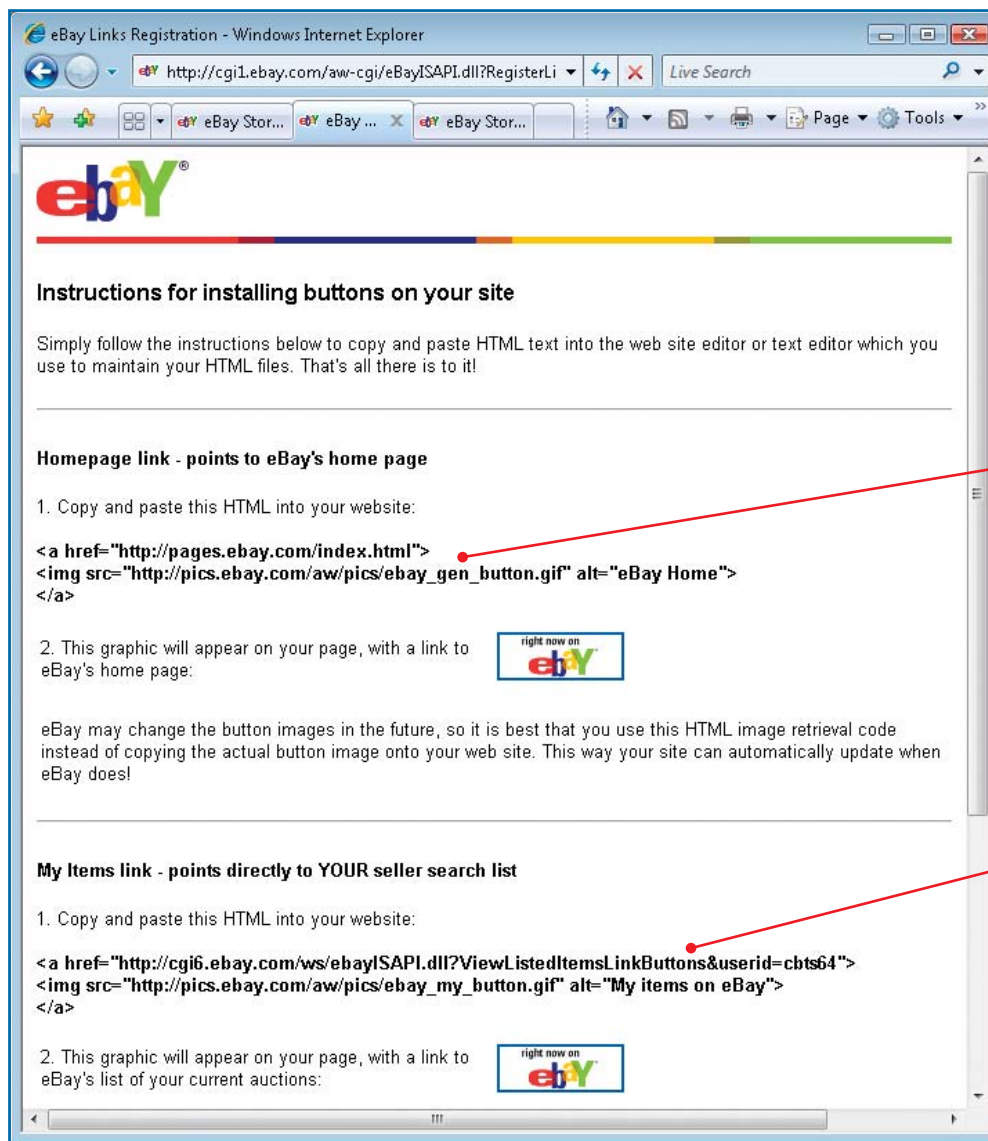 eBay Links Registration - Windows Internet Explorer
http://cgi1.ebay.com/aw-cgi/eBayISAPI.dll?RegisterLi
Live Search
eBay Stor...
eBay ...
eBay Stor...
Page
Tools
ebaY®
Instructions for installing buttons on your site
Simply follow the instructions below to copy and paste HTML text into the web site editor or text editor which you
use to maintain your HTML files. That's all there is to it!
Homepage link - points to eBay's home page
1. Copy and paste this HTML into your website:
<a href="http://pages.ebay.com/index.html">
<img src="http://pics.ebay.com/aw/pics/ebay_gen_button.gif" alt="eBay Home">
</a>
2. This graphic will appear on your page, with a link to
eBay's home page:
right now on
ebaY
eBay may change the button images in the future, so it is best that you use this HTML image retrieval code
instead of copying the actual button image onto your web site. This way your site can automatically update when
eBay does!
My Items link - points directly to YOUR seller search list
1. Copy and paste this HTML into your website:
<a href="http://cgi6.ebay.com/ws/ebayISAPI.dll?ViewListedItemsLinkButtons&userid=cbts64">
<img src="http://pics.ebay.com/aw/pics/ebay_my_button.gif" alt="My items on eBay">
</a>
2. This graphic will appear on your page, with a link to
eBay's list of your current auctions:
right now on
ebaY